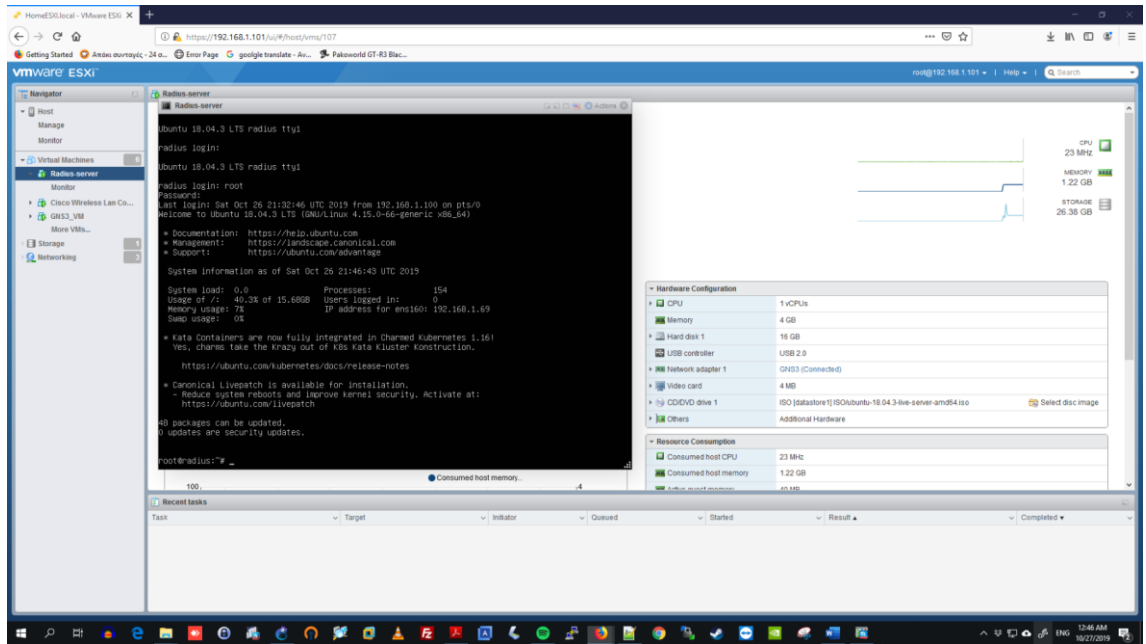 HomeESXI.local - VMware ESXi
https://192.168.1.101/ui/#/host/vms/107
Getting Started
24 o...
Error Page
goolgle translate - Αν...
Pakoworld GT-R3 Blac...
vmware ESXi
root@192.168.1.101
Help
Search
Navigator
Radius-server
Host
Manage
Monitor
Virtual Machines 6
Radius-server
Monitor
Cisco Wireless Lan Co...
GNS3_VM
More VMs...
Storage 1
Networking 3
Radius-server
Actions
Ubuntu 18.04.3 LTS radius tty1
radius login:
Ubuntu 18.04.3 LTS radius tty1
radius login: root
Password:
Last login: Sat Oct 26 21:32:46 UTC 2019 from 192.168.1.100 on pts/0
Welcome to Ubuntu 18.04.3 LTS (GNU/Linux 4.15.0-66-generic x86_64)
* Documentation: https://help.ubuntu.com
* Management: https://landscape.canonical.com
* Support: https://ubuntu.com/advantage
System information as of Sat Oct 26 21:46:43 UTC 2019
System load: 0.0 Processes: 154
Usage of /: 40.3% of 15.68GB Users logged in: 0
Memory usage: 7% IP address for ens160: 192.168.1.69
Swap usage: 0%
* Kata Containers are now fully integrated in Charmed Kubernetes 1.16!
Yes, charms take the Krazy out of K8s Kata Kluster Konstruction.
https://ubuntu.com/kubernetes/docs/release-notes
* Canonical Livepatch is available for installation.
- Reduce system reboots and improve kernel security. Activate at:
https://ubuntu.com/livepatch
48 packages can be updated.
0 updates are security updates.
root@radius:~# _
CPU
23 MHz
MEMORY
1.22 GB
STORAGE
26.38 GB
Hardware Configuration
CPU 1 vCPUs
Memory 4 GB
Hard disk 1 16 GB
USB controller USB 2.0
Network adapter 1 GNS3 (Connected)
Video card 4 MB
CD/DVD drive 1 ISO [datastore1] ISO/ubuntu-18.04.3-live-server-amd64.iso Select disc image
Others Additional Hardware
Resource Consumption
Consumed host CPU 23 MHz
Consumed host memory 1.22 GB
Consumed host memory...
100
Recent tasks
Task Target Initiator Queued Started Result Completed
ENG
12:46 AM
10/27/2019